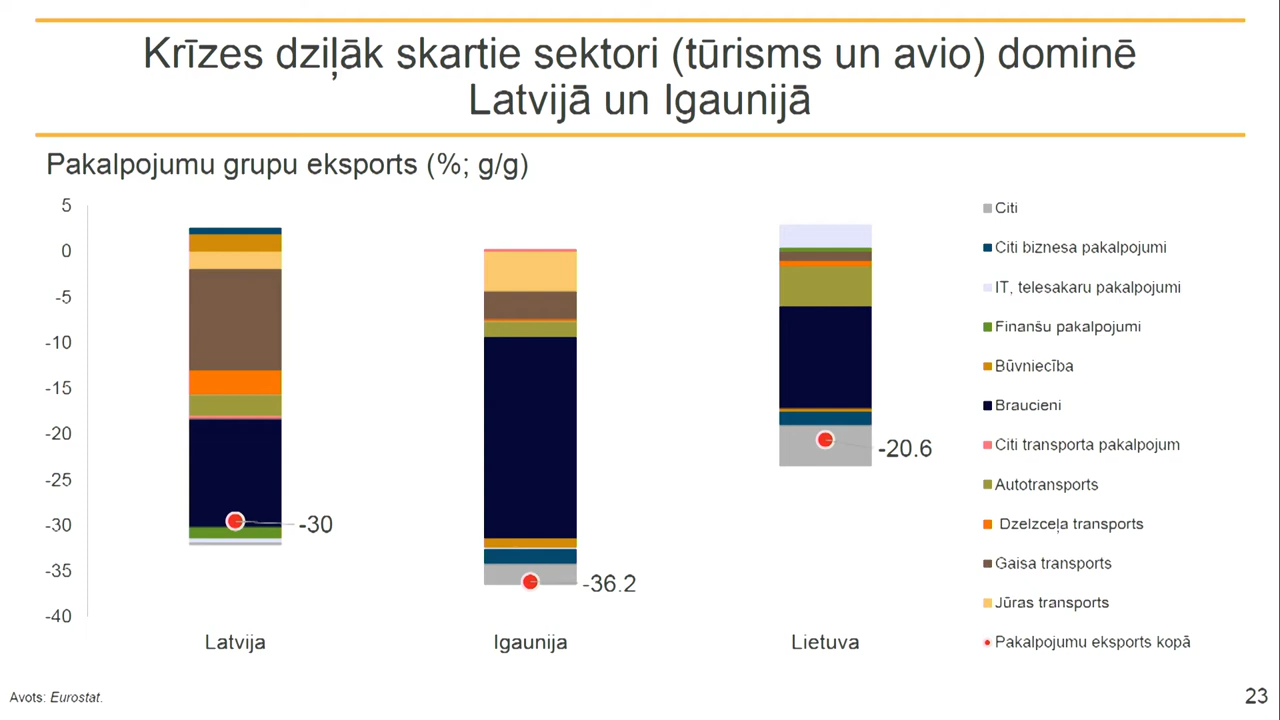 Krīzes dziļāk skartie sektori (tūrisms un avio) dominē
Latvijā un Igaunijā
Pakalpojumu grupu eksports (%; g/g)
5
0
-5
-10
-15
-20
-25
-30
-35
-40
-30
-36.2
-20.6
Latvija
Igaunija
Lietuva
Citi
Citi biznesa pakalpojumi
IT, telesakaru pakalpojumi
Finanšu pakalpojumi
Būvniecība
Braucieni
Citi transporta pakalpojum
Autotransports
Dzelzceļa transports
Gaisa transports
Jūras transports
Pakalpojumu eksports kopā
Avots: Eurostat.
23